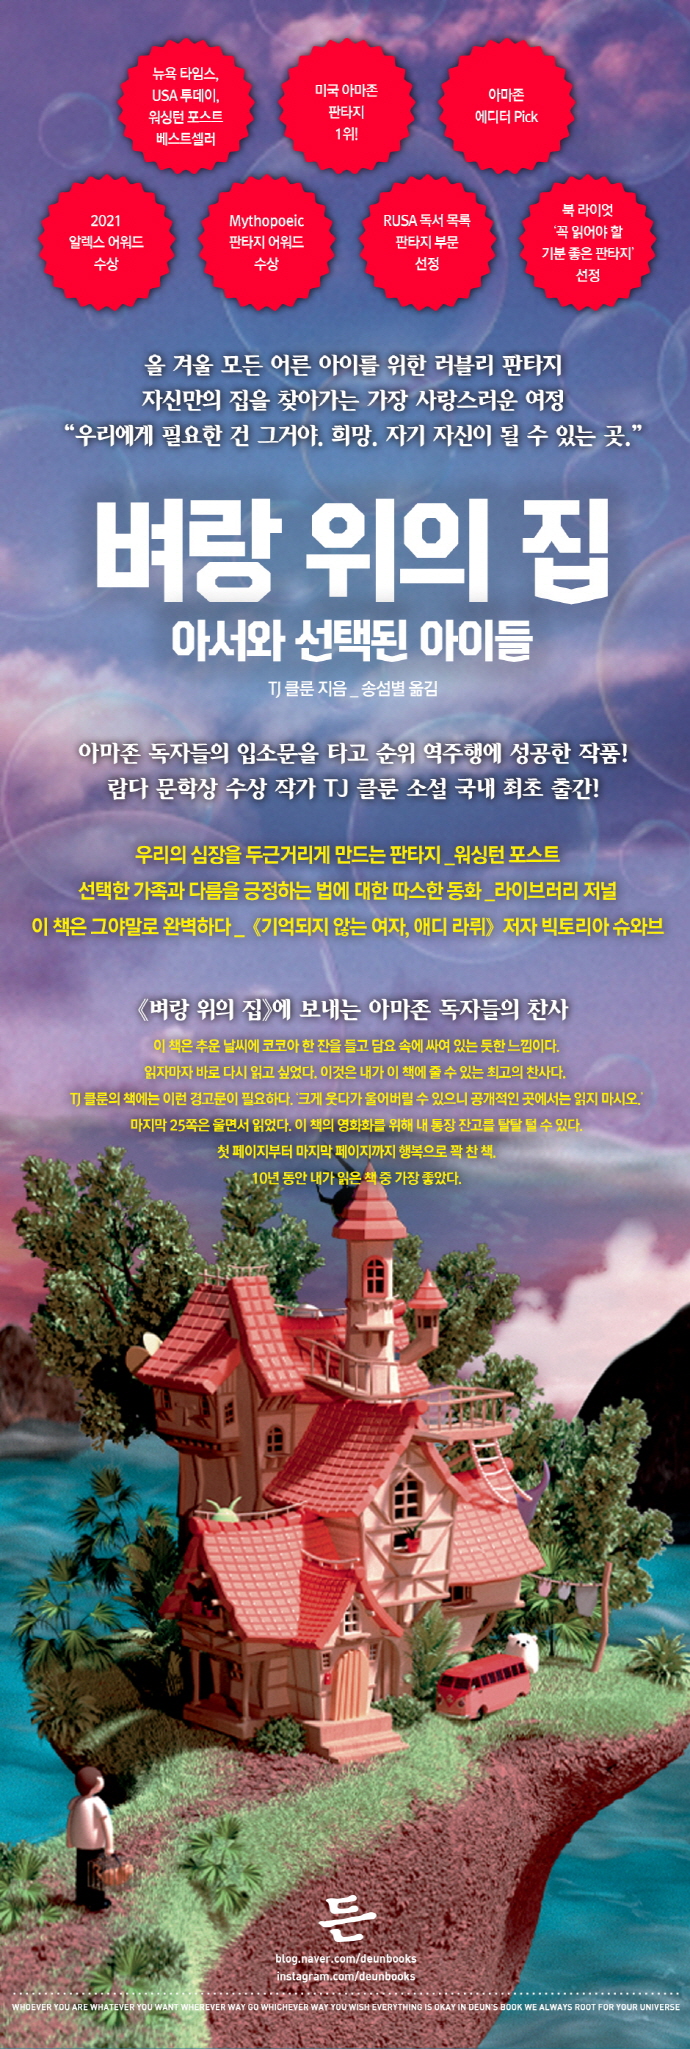 뉴욕 타임스,
USA 투데이,
워싱턴 포스트
베스트셀러
미국 아마존
판타지
1위!
아마존
에디터 Pick
2021
알렉스 어워드
수상
Mythopoeic
판타지 어워드
수상
RUSA 독서 목록
판타지 부문
선정
북 라이엇
'꼭 읽어야 할
기분 좋은 판타지'
선정
올 겨울 모든 어른 아이를 위한 러블리 판타지
자신만의 집을 찾아가는 가장 사랑스러운 여정
“우리에게 필요한 건 그거야. 희망. 자기 자신이 될 수 있는 곳.”
벼랑 위의 집
아서와 선택된 아이들
TJ 클룬 지음 _ 송섬별 옮김
아마존 독자들의 입소문을 타고 순위 역주행에 성공한 작품!
람다 문학상 수상 작가 TJ 클룬 소설 국내 최초 출간!
우리의 심장을 두근거리게 만드는 판타지 _워싱턴 포스트
선택한 가족과 다름을 긍정하는 법에 대한 따스한 동화 _라이브러리 저널
이 책은 그야말로 완벽하다 _ 《기억되지 않는 여자, 애디 라뤼》 저자 빅토리아 슈와브
《벼랑 위의 집》에 보내는 아마존 독자들의 찬사
이 책은 추운 날씨에 코코아 한 잔을 들고 담요 속에 싸여 있는 듯한 느낌이다.
읽자마자 바로 다시 읽고 싶었다. 이것은 내가 이 책에 줄 수 있는 최고의 찬사다.
TJ 클룬의 책에는 이런 경고문이 필요하다. '크게 웃다가 울어버릴 수 있으니 공개적인 곳에서는 읽지 마시오.'
마지막 25쪽은 울면서 읽었다. 이 책의 영화화를 위해 내 통장 잔고를 탈탈 털 수 있다.
첫 페이지부터 마지막 페이지까지 행복으로 꽉 찬 책.
10년 동안 내가 읽은 책 중 가장 좋았다.
든
blog.naver.com/deunbooks
instagram.com/deunbooks
WHOEVER YOU ARE WHATEVER YOU WANT WHEREVER WAY GO WHICHEVER WAY YOU WISH EVERYTHING IS OKAY IN DEUN'S BOOK WE ALWAYS ROOT FOR YOUR UNIVERSE